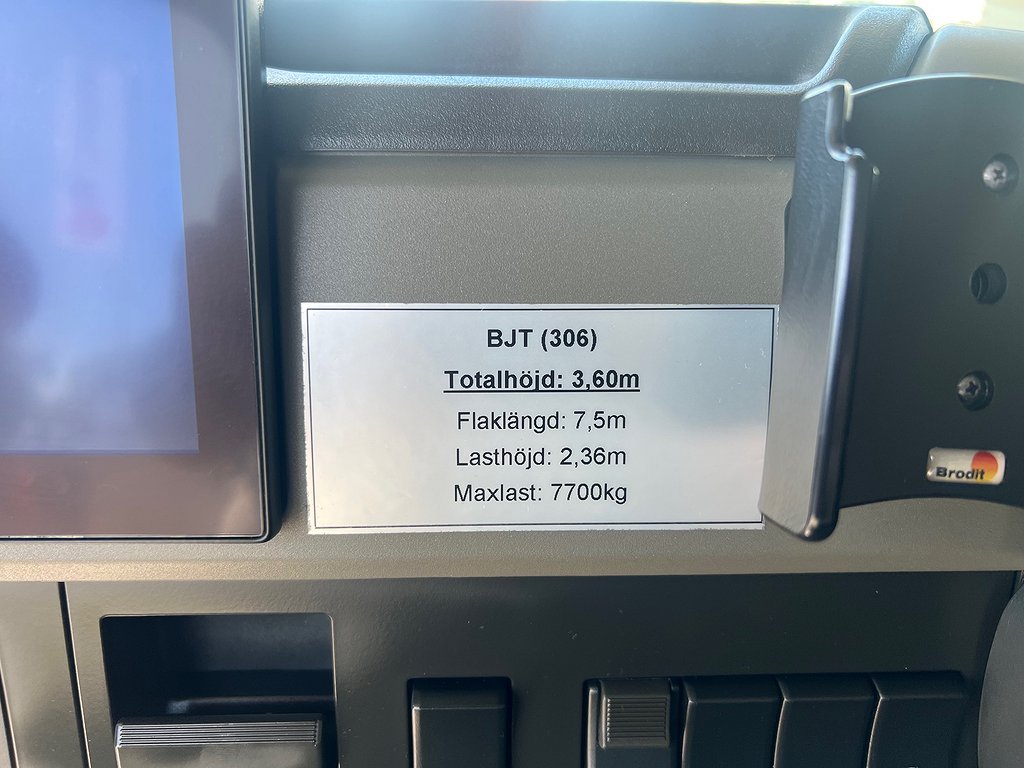 BJT (306)
Totalhöjd: 3,60m
Flaklängd: 7,5m
Lasthöjd: 2,36m
Maxlast: 7700kg
Brodit